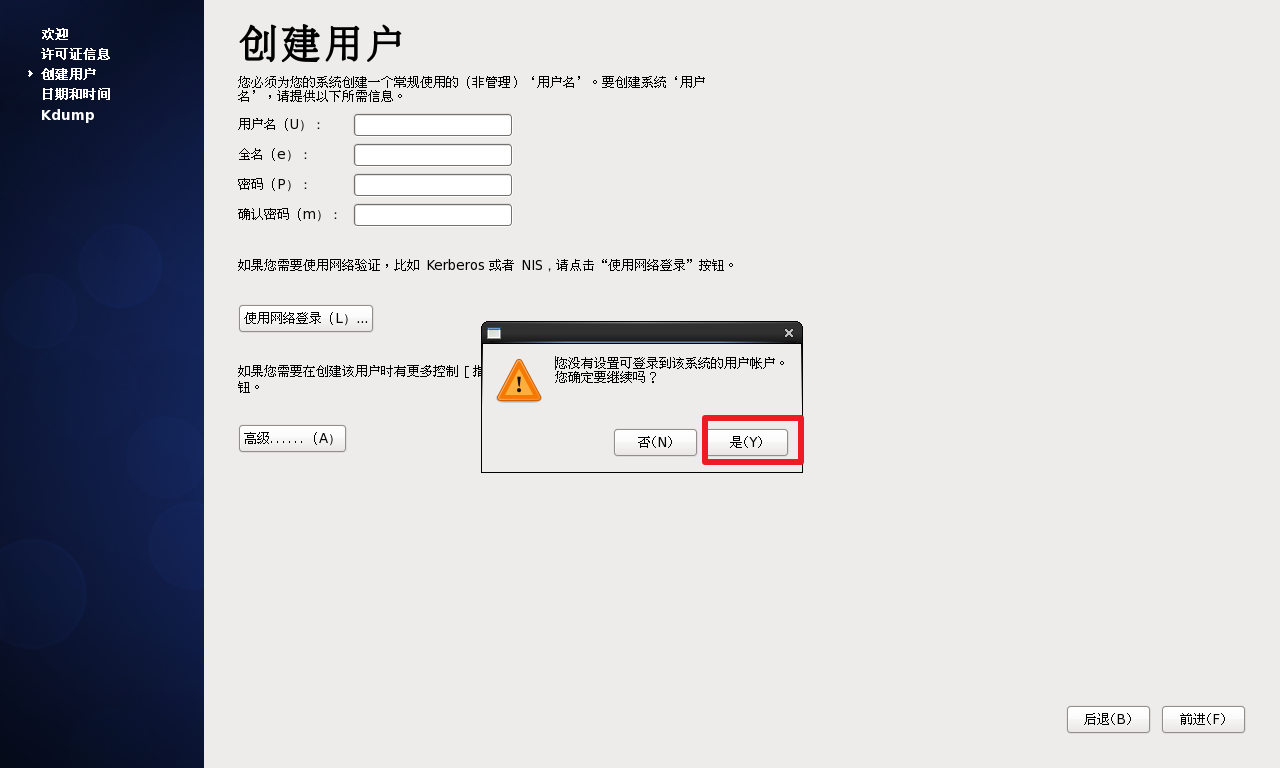 欢迎
许可证信息
创建用户
日期和时间
Kdump
创建用户
您必须为您的系统创建一个常规使用的（非管理）‘用户名’。要创建系统‘用户
名’，请提供以下所需信息。
用户名（U）：
全名（e）：
密码（P）：
确认密码（m）：
如果您需要使用网络验证，比如 Kerberos 或者 NIS，请点击“使用网络登录”按钮。
使用网络登录（L）...
如果您需要在创建该用户时有更多控制 [ 指
钮。
高级......（A）
您没有设置可登录到该系统的用户帐户。
您确定要继续吗？
否(N)
是(Y)
后退(B)
前进(F)